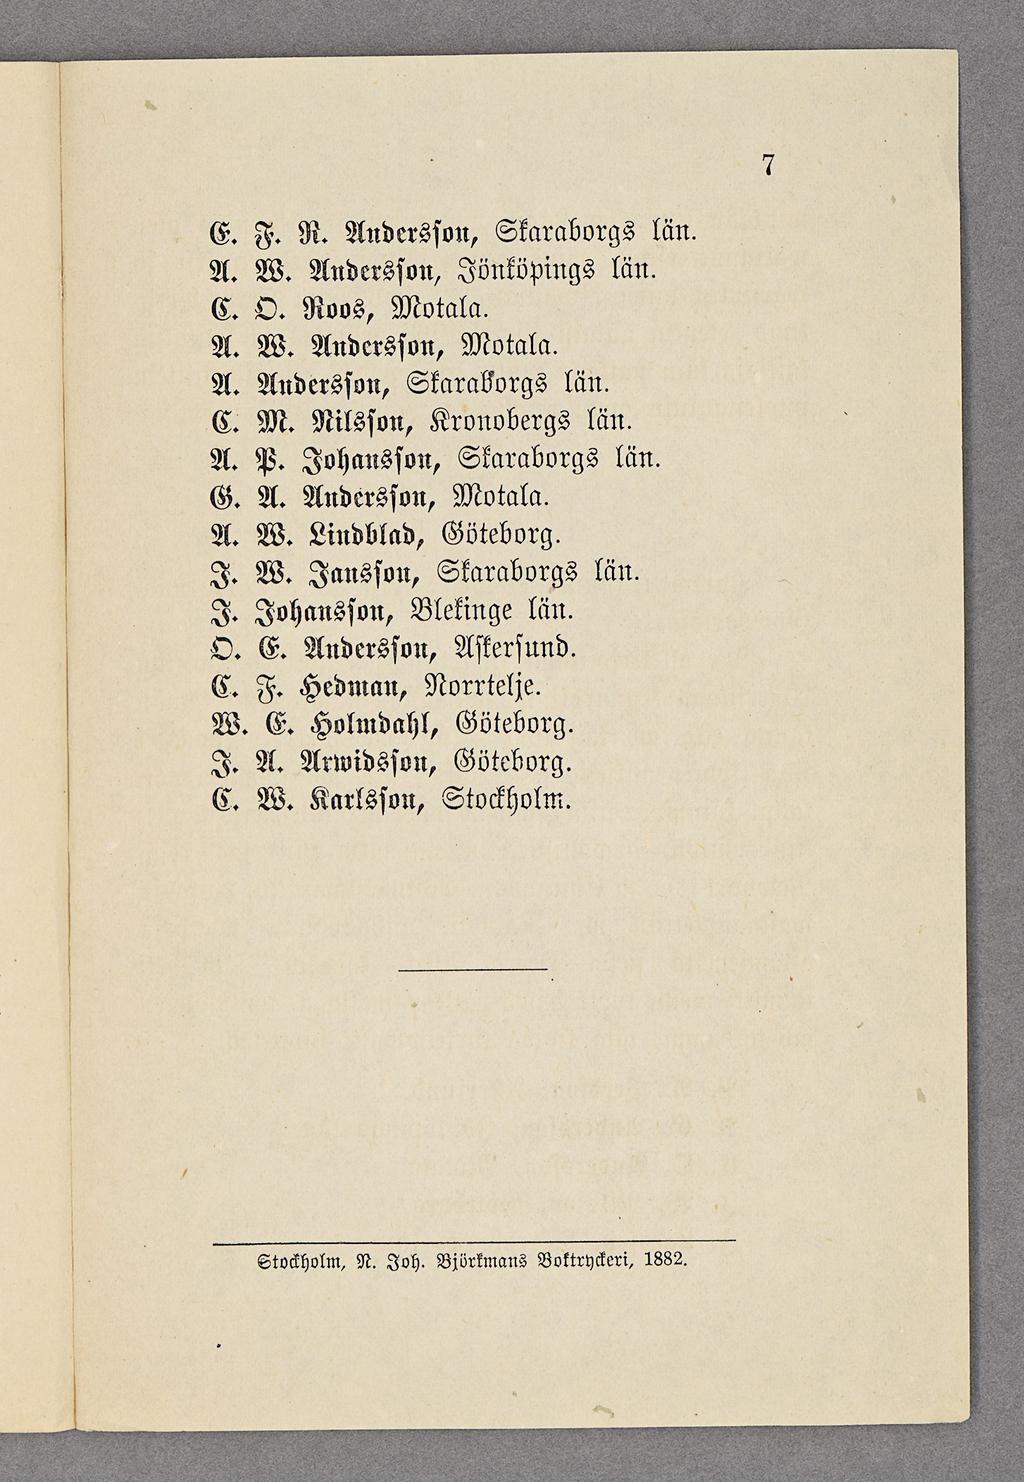 7
E. F. R. Andersson, Skaraborgs län.
A. W. Andersson, Jönköpings län.
C. O. Roos, Motala.
A. W. Andersson, Motala.
A. Andersson, Skaraborgs län.
C. M. Nilsson, Kronobergs län.
A. P. Johansson, Skaraborgs län.
G. A. Andersson, Motala.
A. W. Lindblad, Göteborg.
J. W. Jansson, Skaraborgs län.
J. Johansson, Blekinge län.
O. E. Andersson, Askersund.
C. F. Hedman, Norrtelje.
W. E. Holmdahl, Göteborg.
J. A. Arwidsson, Göteborg.
C. W. Karlsson, Stockholm.
Stockholm, N. Joh. Björkmans Boktryckeri, 1882.